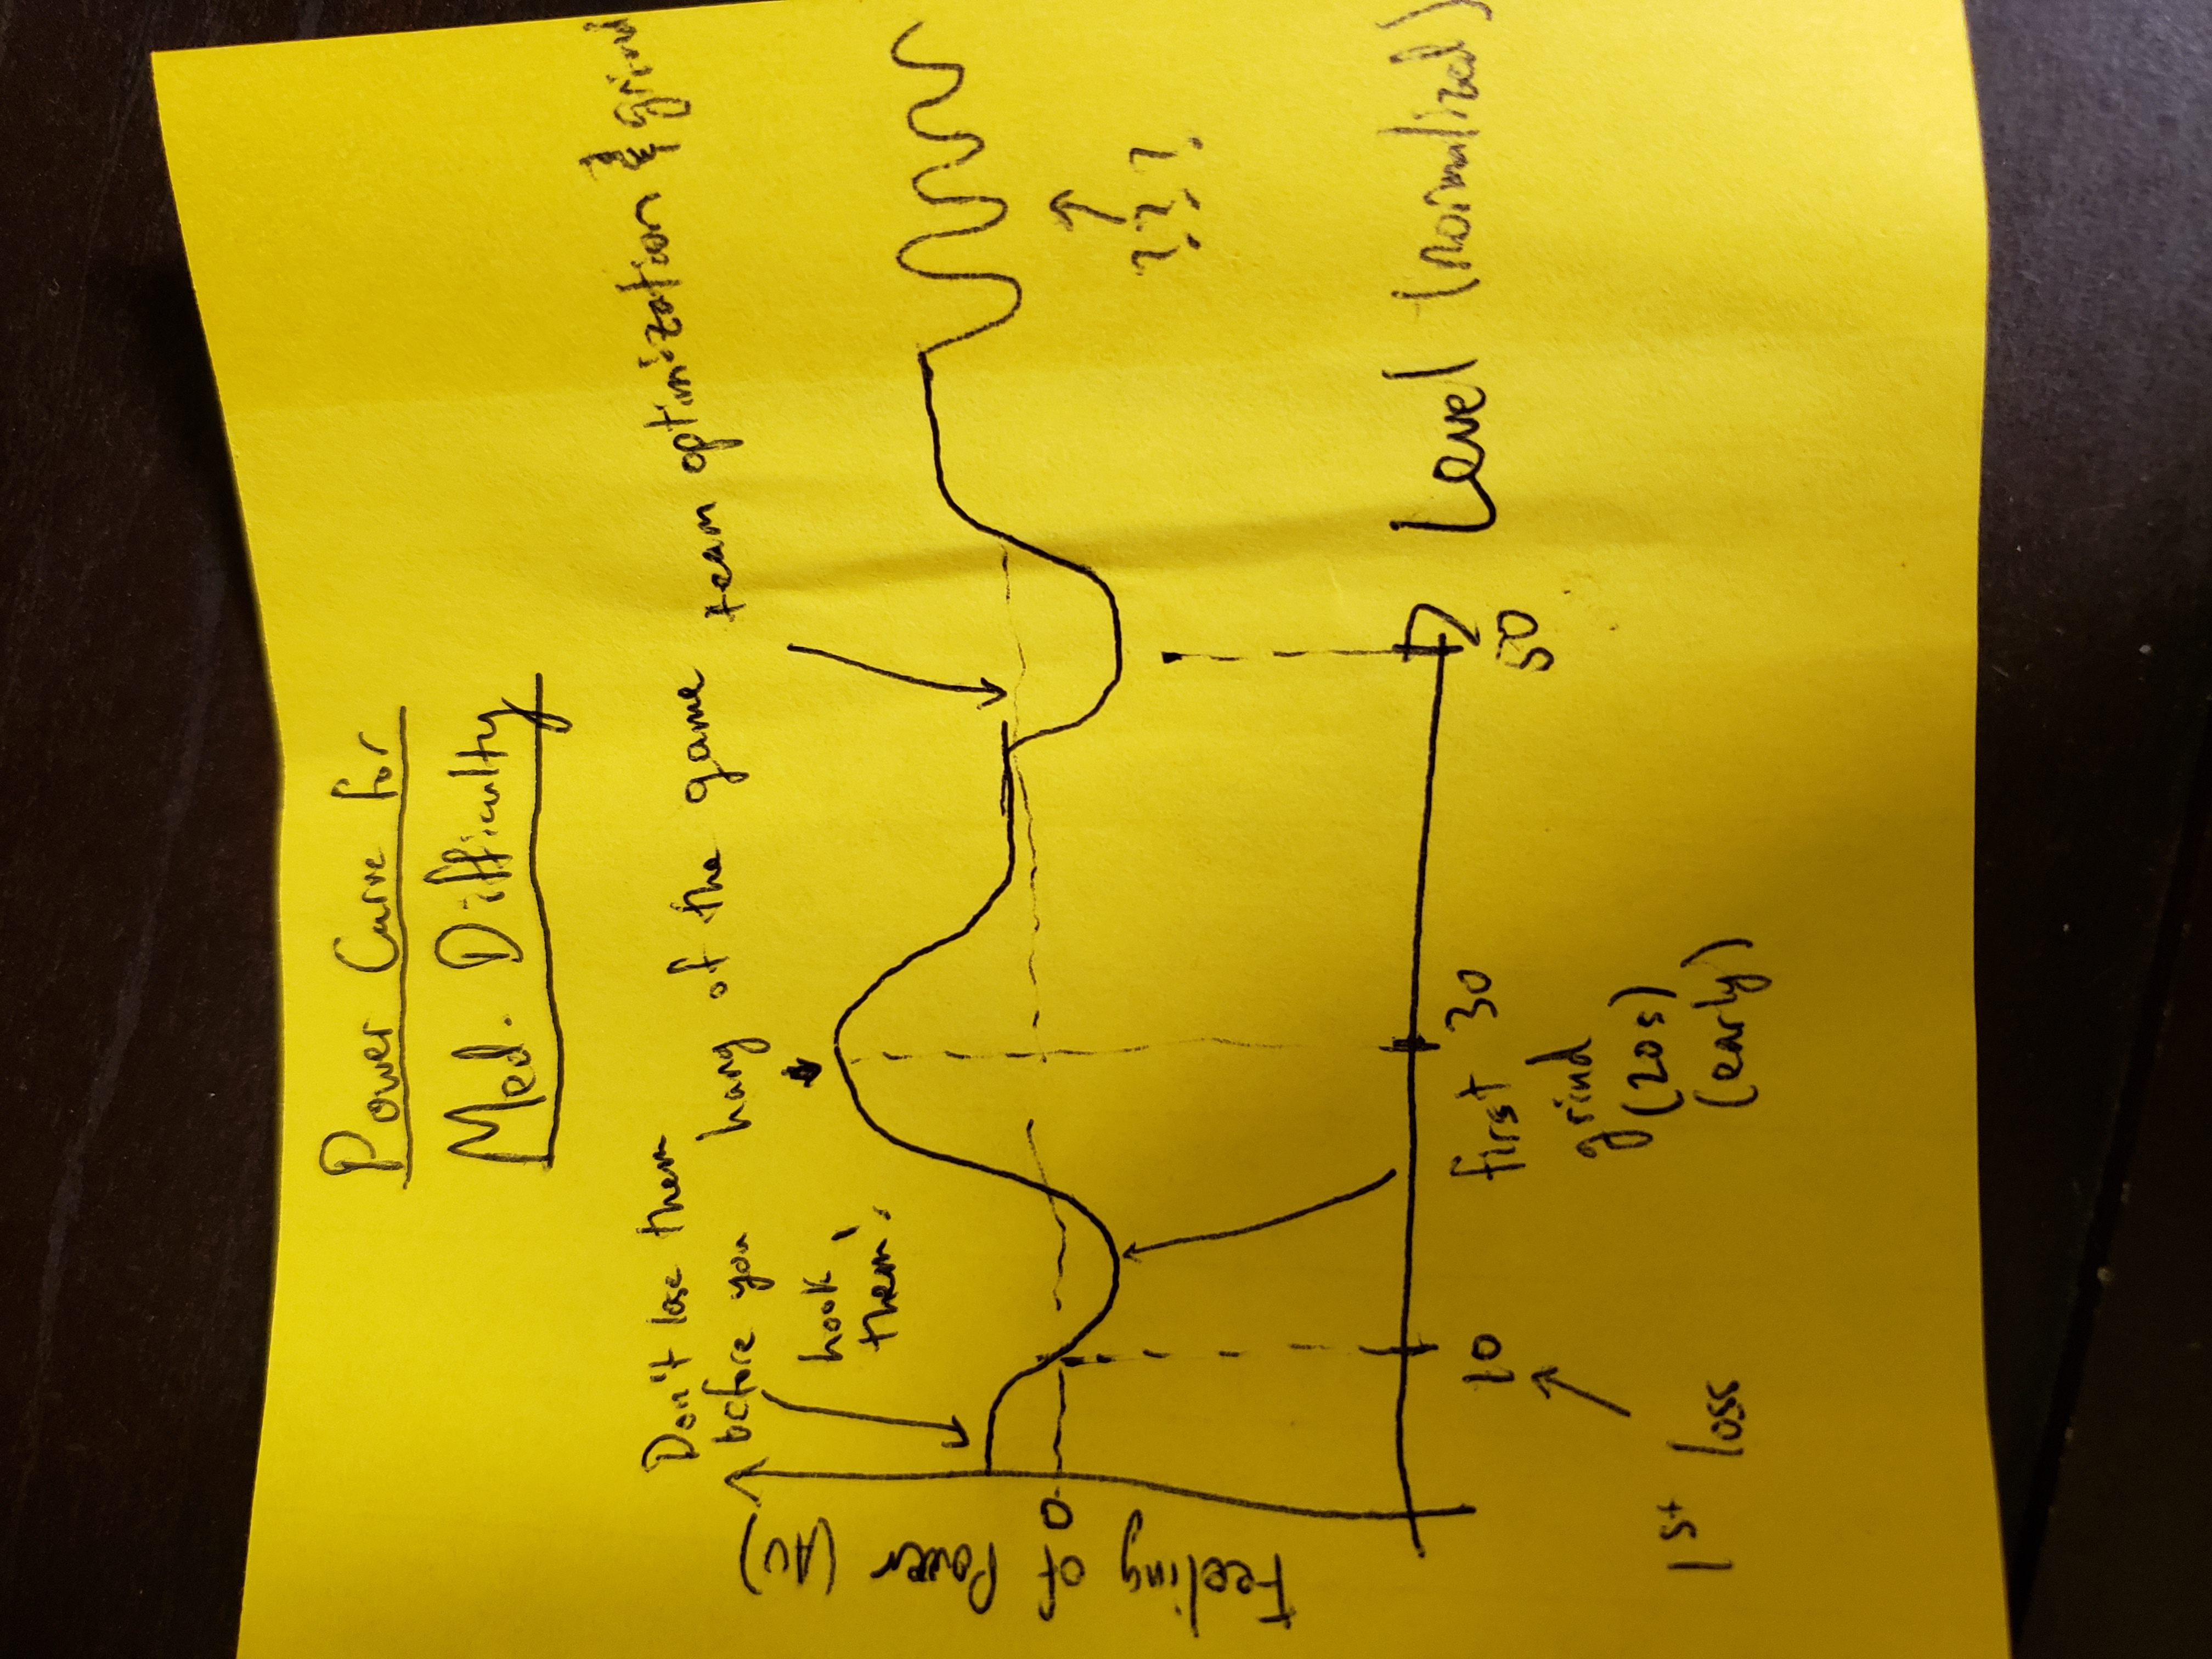 Power Curve for
Med. Difficulty
Don't lose them
before you
hook
them!
hang of the game
team optimization & grind
Feeling of Power (AU)
0
???
10
30
50
Level (normalized)
first
grind
(20s)
(early)
1st loss